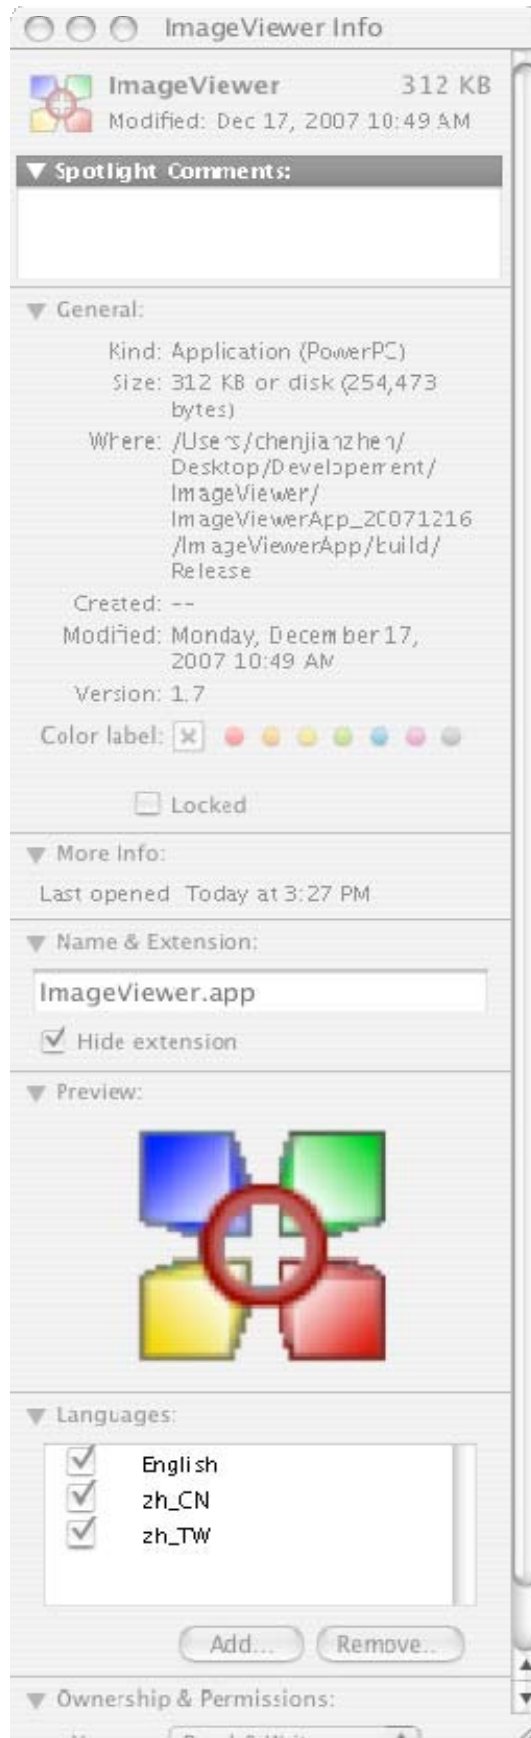 ImageViewer Info
ImageViewer 312 KB
Modified: Dec 17, 2007 10:49 AM
Spotlight Comments:
General:
Kind: Application (PowerPC)
Size: 312 KB or disk (254,473
bytes)
Where: /Users/chenjianzhen/
Desktop/Developement/
ImageViewer/
ImageViewerApp_20071216
/ImageViewerApp/build/
Release
Created: --
Modified: Monday, December 17,
2007 10:49 AM
Version: 1.7
Color label:
Locked
More Info:
Last opened Today at 3:27 PM
Name & Extension:
ImageViewer.app
Hide extension
Preview:
Languages:
English
zh_CN
zh_TW
Add... Remove..
Ownership & Permissions: